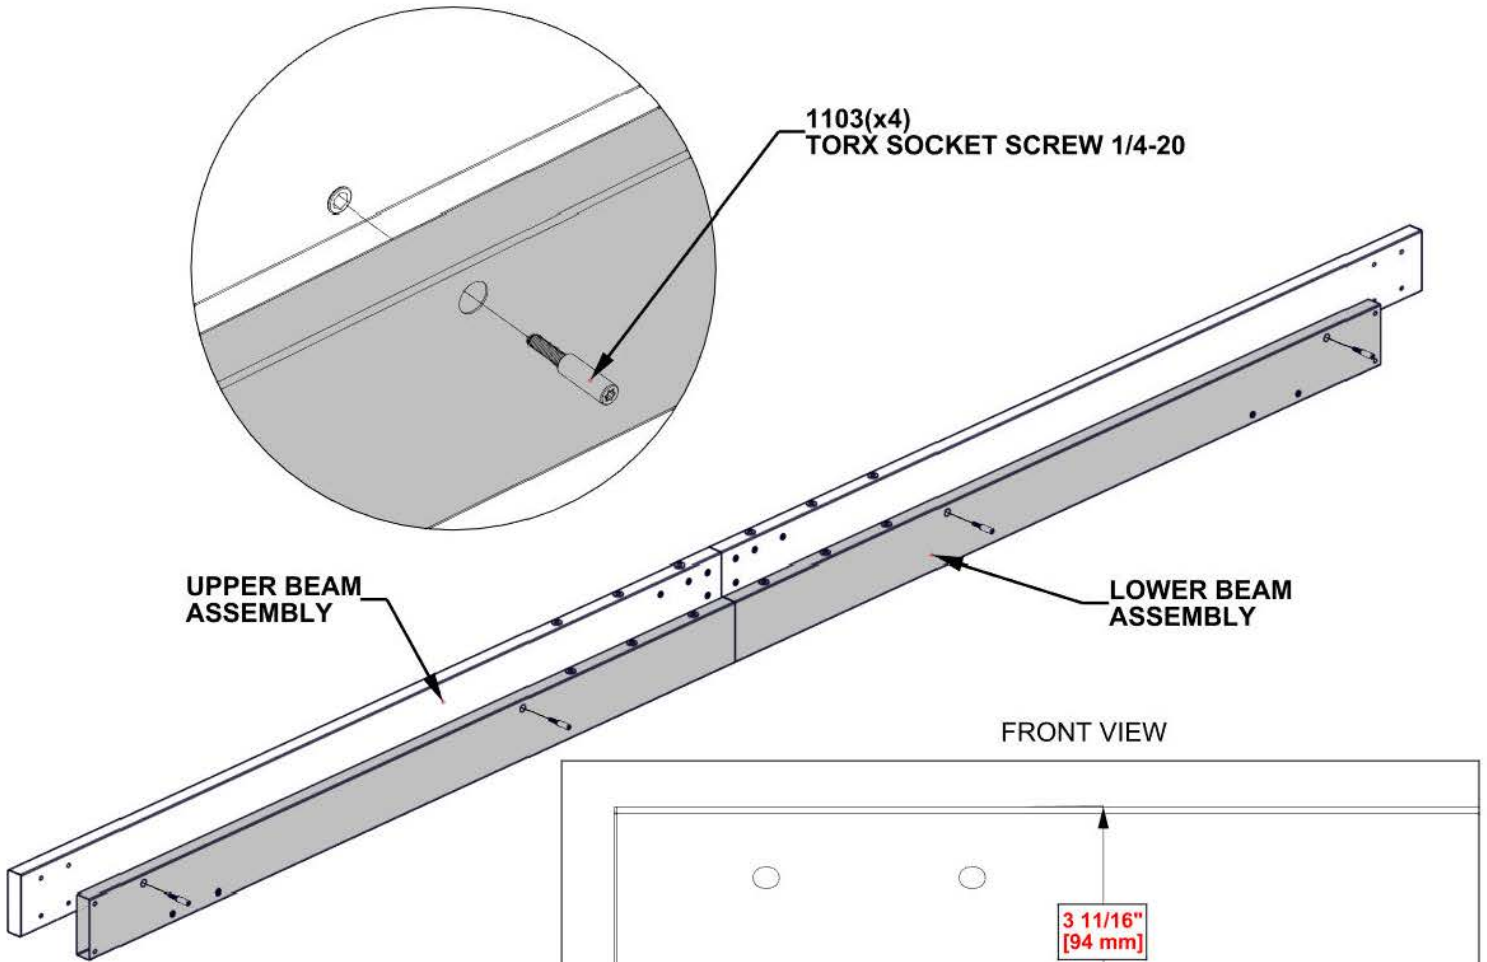 1103(x4)
TORX SOCKET SCREW 1/4-20
UPPER BEAM
ASSEMBLY
LOWER BEAM
ASSEMBLY
FRONT VIEW
3 11/16"
[94 mm]